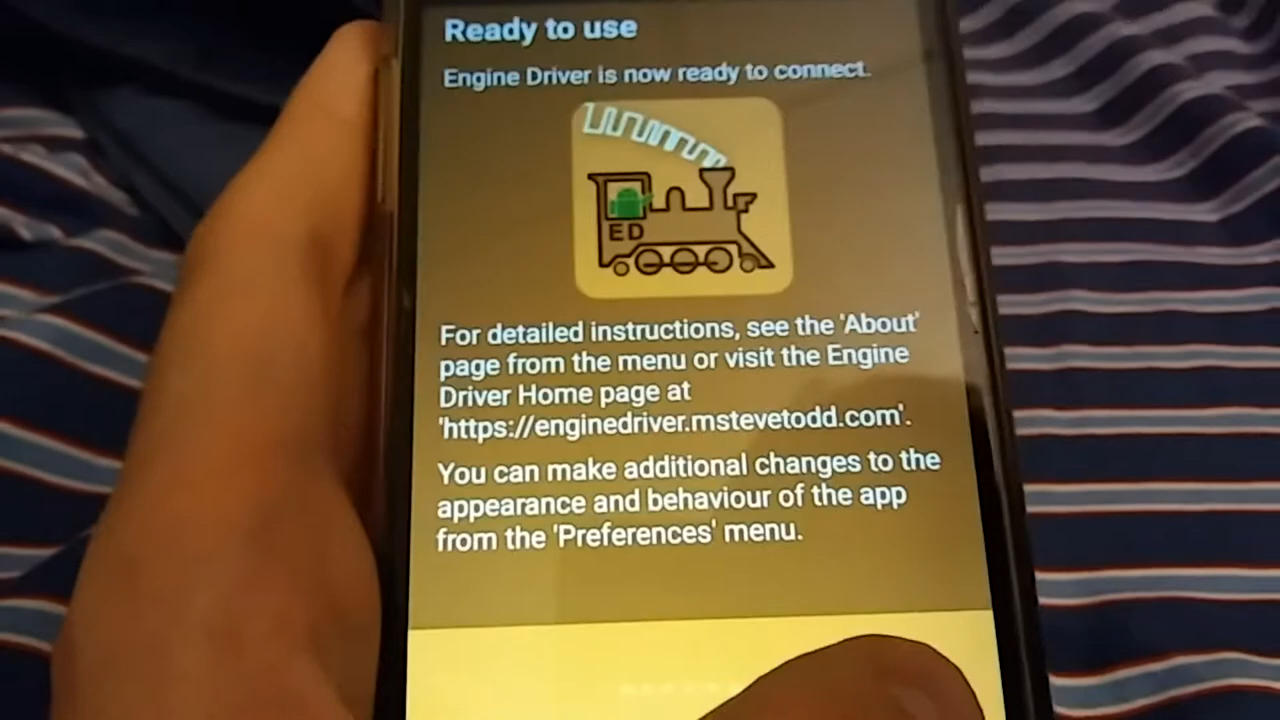 Ready to use
Engine Driver is now ready to connect.
ED
For detailed instructions, see the 'About'
page from the menu or visit the Engine
Driver Home page at
'https://enginedriver.mstevetodd.com'.
You can make additional changes to the
appearance and behaviour of the app
from the 'Preferences' menu.